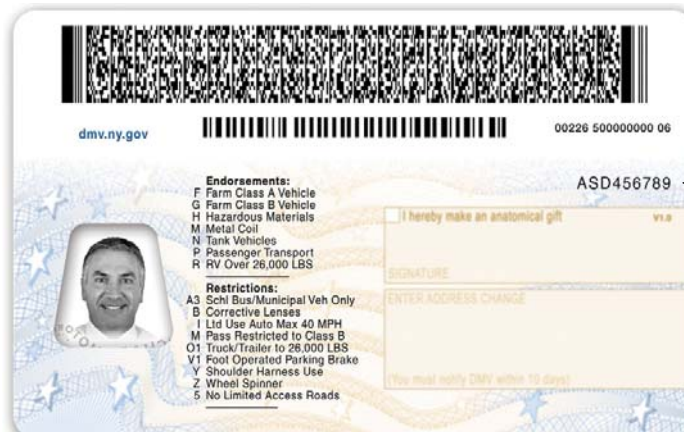 dmv.ny.gov
00226 500000000 06
ASD456789
Endorsements:
F Farm Class A Vehicle
G Farm Class B Vehicle
H Hazardous Materials
M Metal Coil
N Tank Vehicles
P Passenger Transport
R RV Over 26,000 LBS
Restrictions:
A3 Schl Bus/Municipal Veh Only
B Corrective Lenses
I Ltd Use Auto Max 40 MPH
M Pass Restricted to Class B
O1 Truck/Trailer to 26,000 LBS
V1 Foot Operated Parking Brake
Y Shoulder Harness Use
Z Wheel Spinner
5 No Limited Access Roads
I hereby make an anatomical gift V1.0
SIGNATURE
ENTER ADDRESS CHANGE
(You must notify DMV within 10 days)